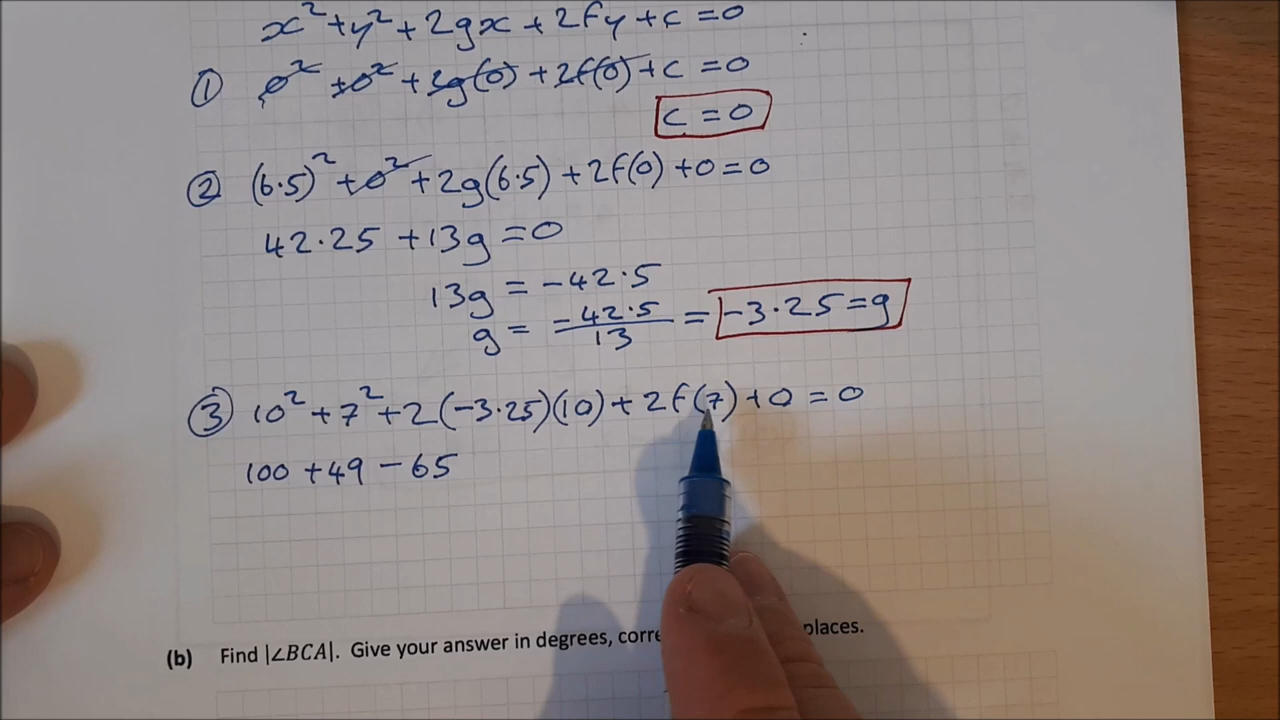 x² + y² + 2gx + 2fy + c = 0
① 0² + 0² + 2g(0) + 2f(0) + c = 0
c = 0
② (6·5)² + 0² + 2g(6·5) + 2f(0) + 0 = 0
42·25 + 13g = 0
13g = -42·5
g = -42·5/13 = -3·25 = g
③ 10² + 7² + 2(-3·25)(10) + 2f(7) + 0 = 0
100 + 49 - 65
(b) Find |∠BCA|. Give your answer in degrees, places.